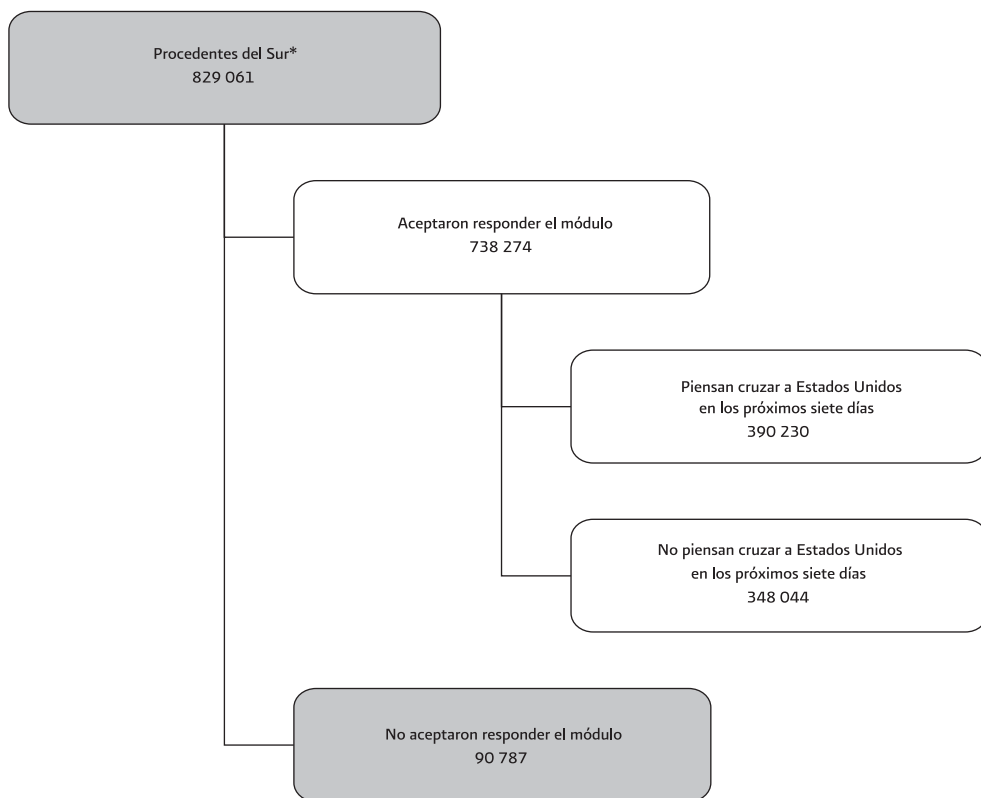 Procedentes del Sur*
829 061
Aceptaron responder el módulo
738 274
Piensan cruzar a Estados Unidos
en los próximos siete días
390 230
No piensan cruzar a Estados Unidos
en los próximos siete días
348 044
No aceptaron responder el módulo
90 787